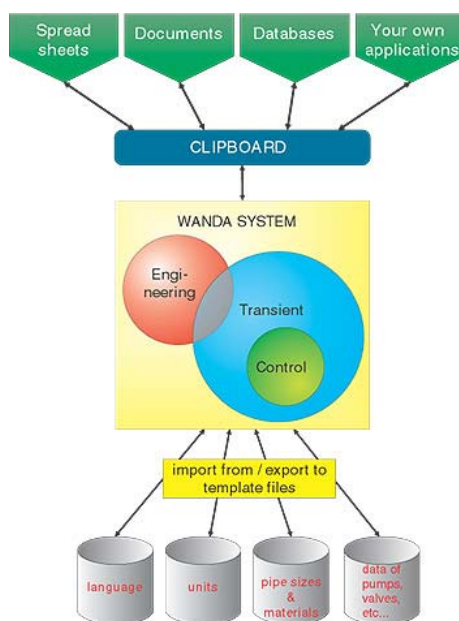 Spread
sheets
Documents
Databases
Your own
applications
CLIPBOARD
WANDA SYSTEM
Engi-
neering
Transient
Control
import from / export to
template files
language
units
pipe sizes
&
materials
data of
pumps,
valves,
etc...